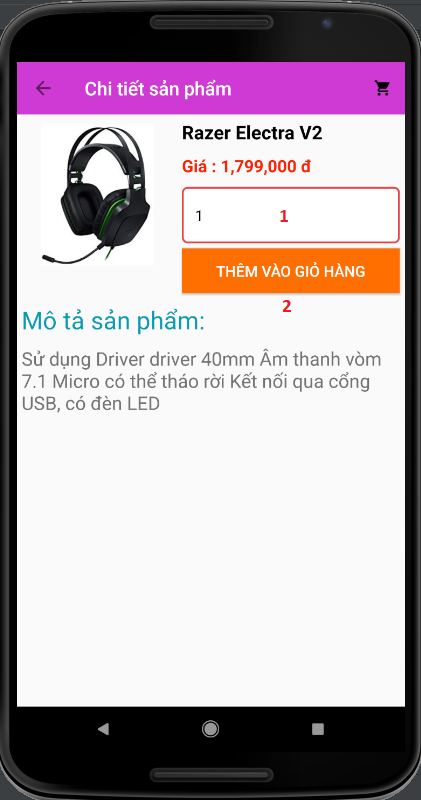 Chi tiết sản phẩm
Razer Electra V2
Giá : 1,799,000 đ
1 1
THÊM VÀO GIỎ HÀNG
2
Mô tả sản phẩm:
Sử dụng Driver driver 40mm Âm thanh vòm
7.1 Micro có thể tháo rời Kết nối qua cổng
USB, có đèn LED